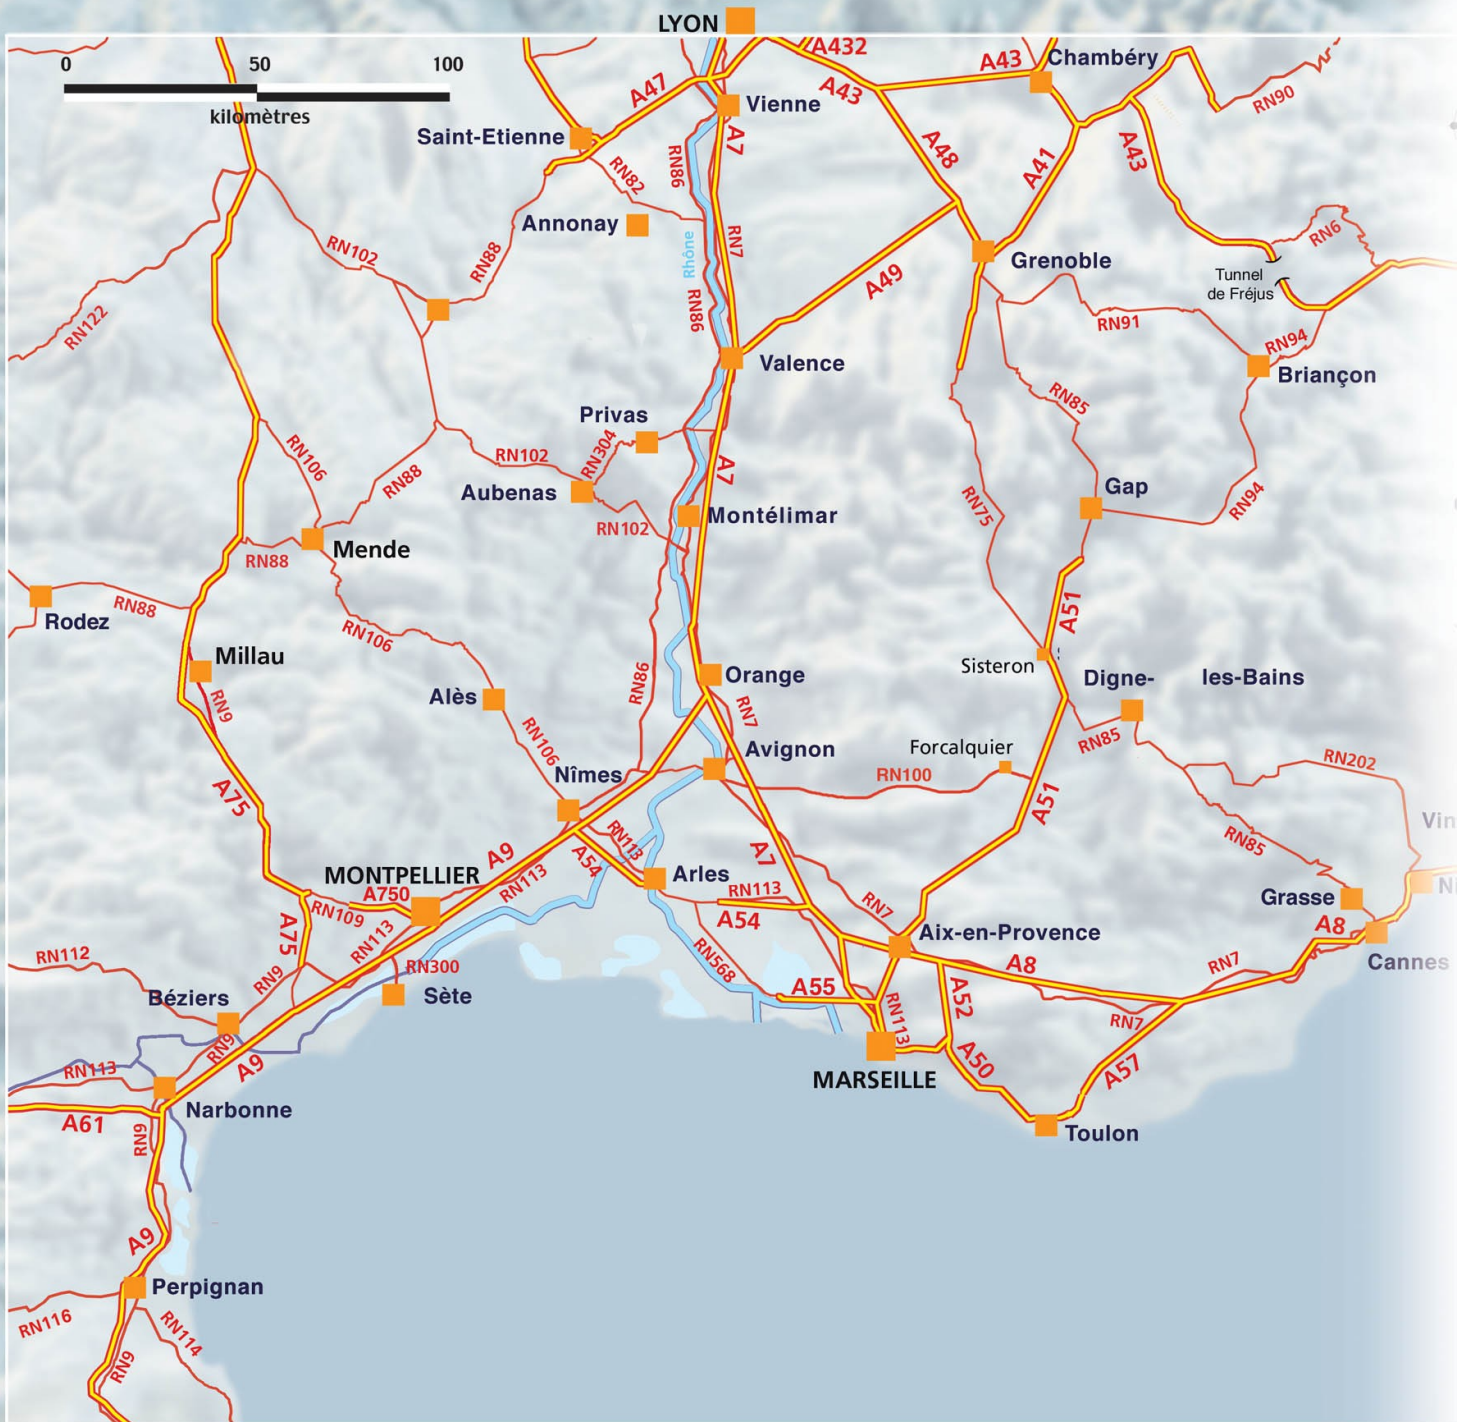 LYON
A432
0 50 100
kilomètres
A43
Chambéry
A47
A43
RN90
Vienne
Saint-Etienne
A7
A48
A43
RN86
RN82
A41
Annonay
RN102
RN88
Rhône
RN7
RN6
Grenoble
A49
Tunnel
de Fréjus
RN86
RN122
RN91
RN94
Valence
Briançon
RN85
Privas
RN106
RN102
RN304
RN88
A7
Aubenas
Gap
RN75
RN94
RN102
Montélimar
RN88
Mende
RN88
Rodez
A51
RN106
Millau
Sisteron
Digne- les-Bains
RN86
Orange
Alès
RN9
RN7
RN106
RN85
Avignon
Forcalquier
Nîmes
RN100
RN202
A75
A51
Vin
RN113
RN85
A9
A54
A7
MONTPELLIER
Arles
A750
RN113
RN113
Grasse
Ni
RN109
A54
RN7
A75
RN113
A8
Aix-en-Provence
RN112
RN300
RN568
A8
RN7
Cannes
RN9
A55
Béziers
Sète
A52
RN113
RN7
RN9
A9
A50
RN113
A57
MARSEILLE
Narbonne
A61
RN9
Toulon
A9
Perpignan
RN116
RN114
RN9